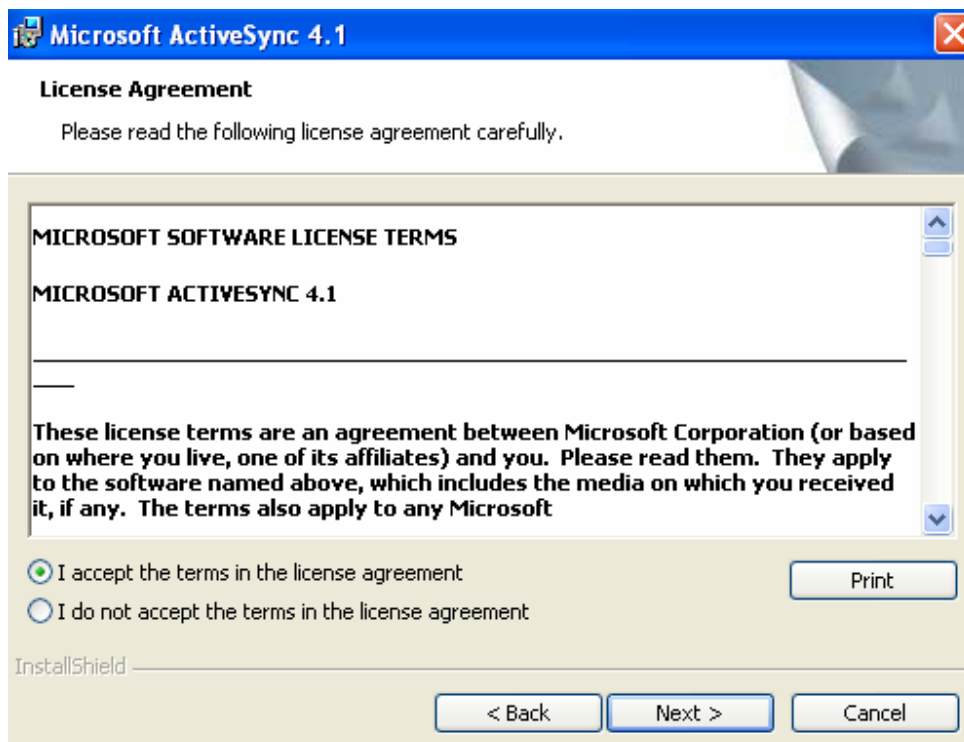 Microsoft ActiveSync 4.1
License Agreement
Please read the following license agreement carefully.
MICROSOFT SOFTWARE LICENSE TERMS
MICROSOFT ACTIVESYNC 4.1
These license terms are an agreement between Microsoft Corporation (or based
on where you live, one of its affiliates) and you. Please read them. They apply
to the software named above, which includes the media on which you received
it, if any. The terms also apply to any Microsoft
I accept the terms in the license agreement
Print
I do not accept the terms in the license agreement
InstallShield
< Back
Next >
Cancel